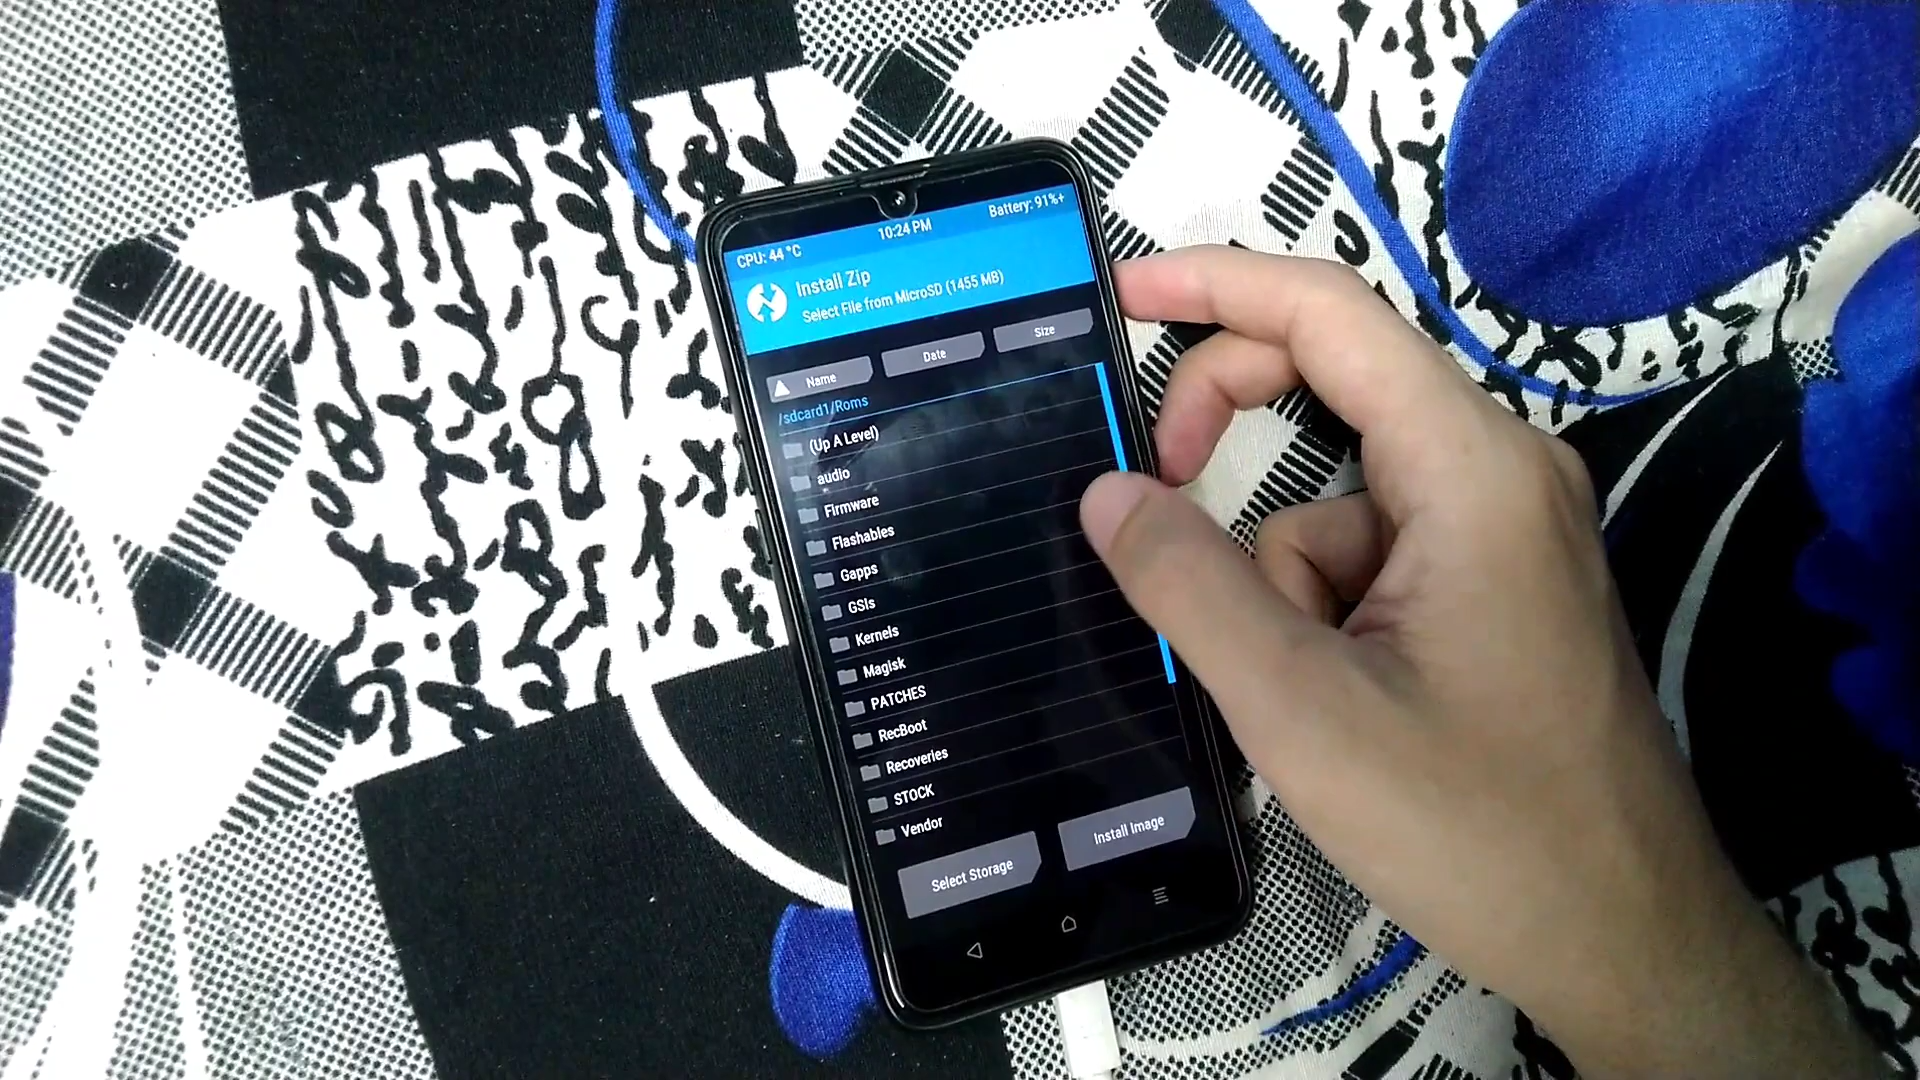 CPU: 44 °C 10:24 PM Battery: 91%+
Install Zip
Select File from MicroSD (1455 MB)
Name Date Size
/sdcard1/Roms
(Up A Level)
audio
Firmware
Flashables
Gapps
GSIs
Kernels
Magisk
PATCHES
RecBoot
Recoveries
STOCK
Vendor
Select Storage Install Image